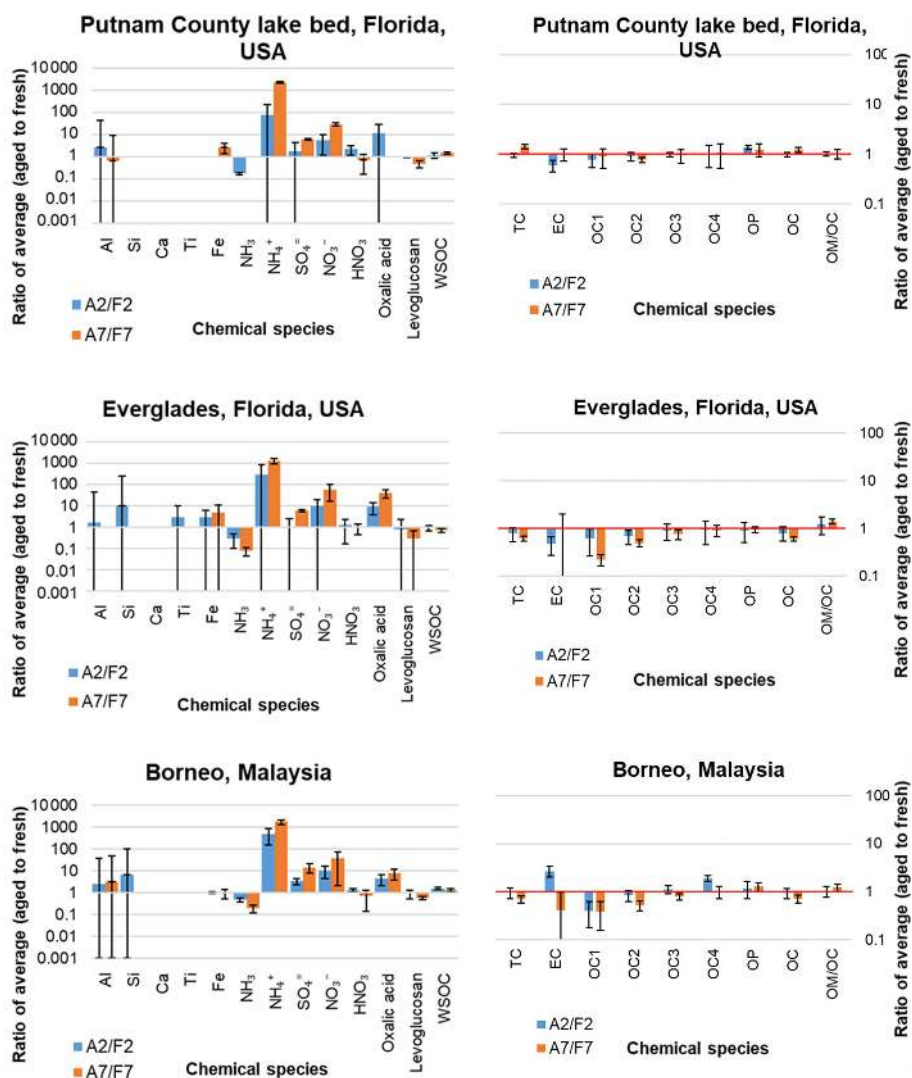 Putnam County lake bed, Florida,
USA
Ratio of average (aged to fresh)
10 000
1000
100
10
1
0.1
0.01
0.001
Al
Si
Ca
Ti
Fe
NH₃
NH₄⁺
SO₄⁼
NO₃⁻
HNO₃
Oxalic acid
Levoglucosan
WSOC
A2/F2
A7/F7
Chemical species
Putnam County lake bed, Florida,
USA
10
1
0.1
Ratio of average (aged to fresh)
TC
EC
OC1
OC2
OC3
OC4
OP
OC
OM/OC
A2/F2
A7/F7
Chemical species
Everglades, Florida, USA
Ratio of average (aged to fresh)
10 000
1000
100
10
1
0.1
0.01
0.001
Al
Si
Ca
Ti
Fe
NH₃
NH₄⁺
SO₄⁼
NO₃⁻
HNO₃
Oxalic acid
Levoglucosan
WSOC
A2/F2
A7/F7
Chemical species
Everglades, Florida, USA
100
10
1
0.1
Ratio of average (aged to fresh)
TC
EC
OC1
OC2
OC3
OC4
OP
OC
OM/OC
A2/F2
A7/F7
Chemical species
Borneo, Malaysia
Ratio of average (aged to fresh)
10 000
1000
100
10
1
0.1
0.01
0.001
Al
Si
Ca
Ti
Fe
NH₃
NH₄⁺
SO₄⁼
NO₃⁻
HNO₃
Oxalic acid
Levoglucosan
WSOC
A2/F2
A7/F7
Chemical species
Borneo, Malaysia
100
10
1
0.1
Ratio of average (aged to fresh)
TC
EC
OC1
OC2
OC3
OC4
OP
OC
OM/OC
A2/F2
A7/F7
Chemical species